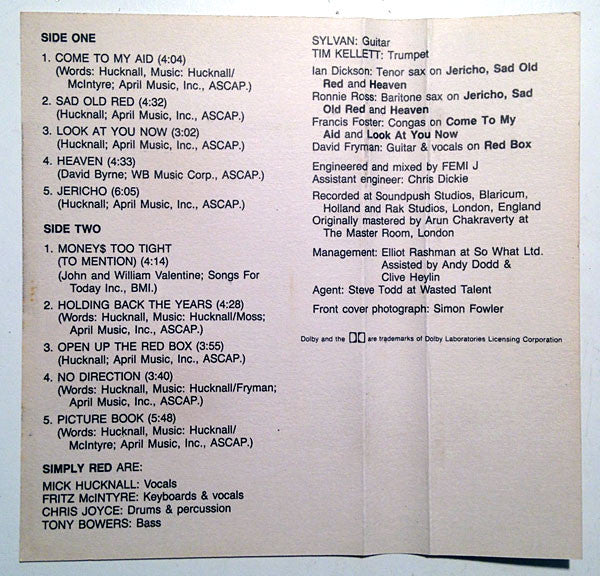 SIDE ONE
1. COME TO MY AID (4:04)
(Words: Hucknall, Music: Hucknall/
McIntyre; April Music, Inc., ASCAP.)
2. SAD OLD RED (4:32)
(Hucknall; April Music, Inc., ASCAP.)
3. LOOK AT YOU NOW (3:02)
(Hucknall; April Music, Inc., ASCAP.)
4. HEAVEN (4:33)
(David Byrne; WB Music Corp., ASCAP.)
5. JERICHO (6:05)
(Hucknall; April Music, Inc., ASCAP.)
SIDE TWO
1. MONEY$ TOO TIGHT
(TO MENTION) (4:14)
(John and William Valentine; Songs For
Today Inc., BMI.)
2. HOLDING BACK THE YEARS (4:28)
(Words: Hucknall, Music: Hucknall/Moss;
April Music, Inc., ASCAP.)
3. OPEN UP THE RED BOX (3:55)
(Hucknall; April Music, Inc., ASCAP.)
4. NO DIRECTION (3:40)
(Words: Hucknall, Music: Hucknall/Fryman;
April Music, Inc., ASCAP.)
5. PICTURE BOOK (5:48)
(Words: Hucknall, Music: Hucknall/
McIntyre; April Music, Inc., ASCAP.)
SIMPLY RED ARE:
MICK HUCKNALL: Vocals
FRITZ McINTYRE: Keyboards & vocals
CHRIS JOYCE: Drums & percussion
TONY BOWERS: Bass
SYLVAN: Guitar
TIM KELLETT: Trumpet
Ian Dickson: Tenor sax on Jericho, Sad Old
Red and Heaven
Ronnie Ross: Baritone sax on Jericho, Sad
Old Red and Heaven
Francis Foster: Congas on Come To My
Aid and Look At You Now
David Fryman: Guitar & vocals on Red Box
Engineered and mixed by FEMI J
Assistant engineer: Chris Dickie
Recorded at Soundpush Studios, Blaricum,
Holland and Rak Studios, London, England
Originally mastered by Arun Chakraverty at
The Master Room, London
Management: Elliot Rashman at So What Ltd.
Assisted by Andy Dodd &
Clive Heylin
Agent: Steve Todd at Wasted Talent
Front cover photograph: Simon Fowler
Dolby and the are trademarks of Dolby Laboratories Licensing Corporation